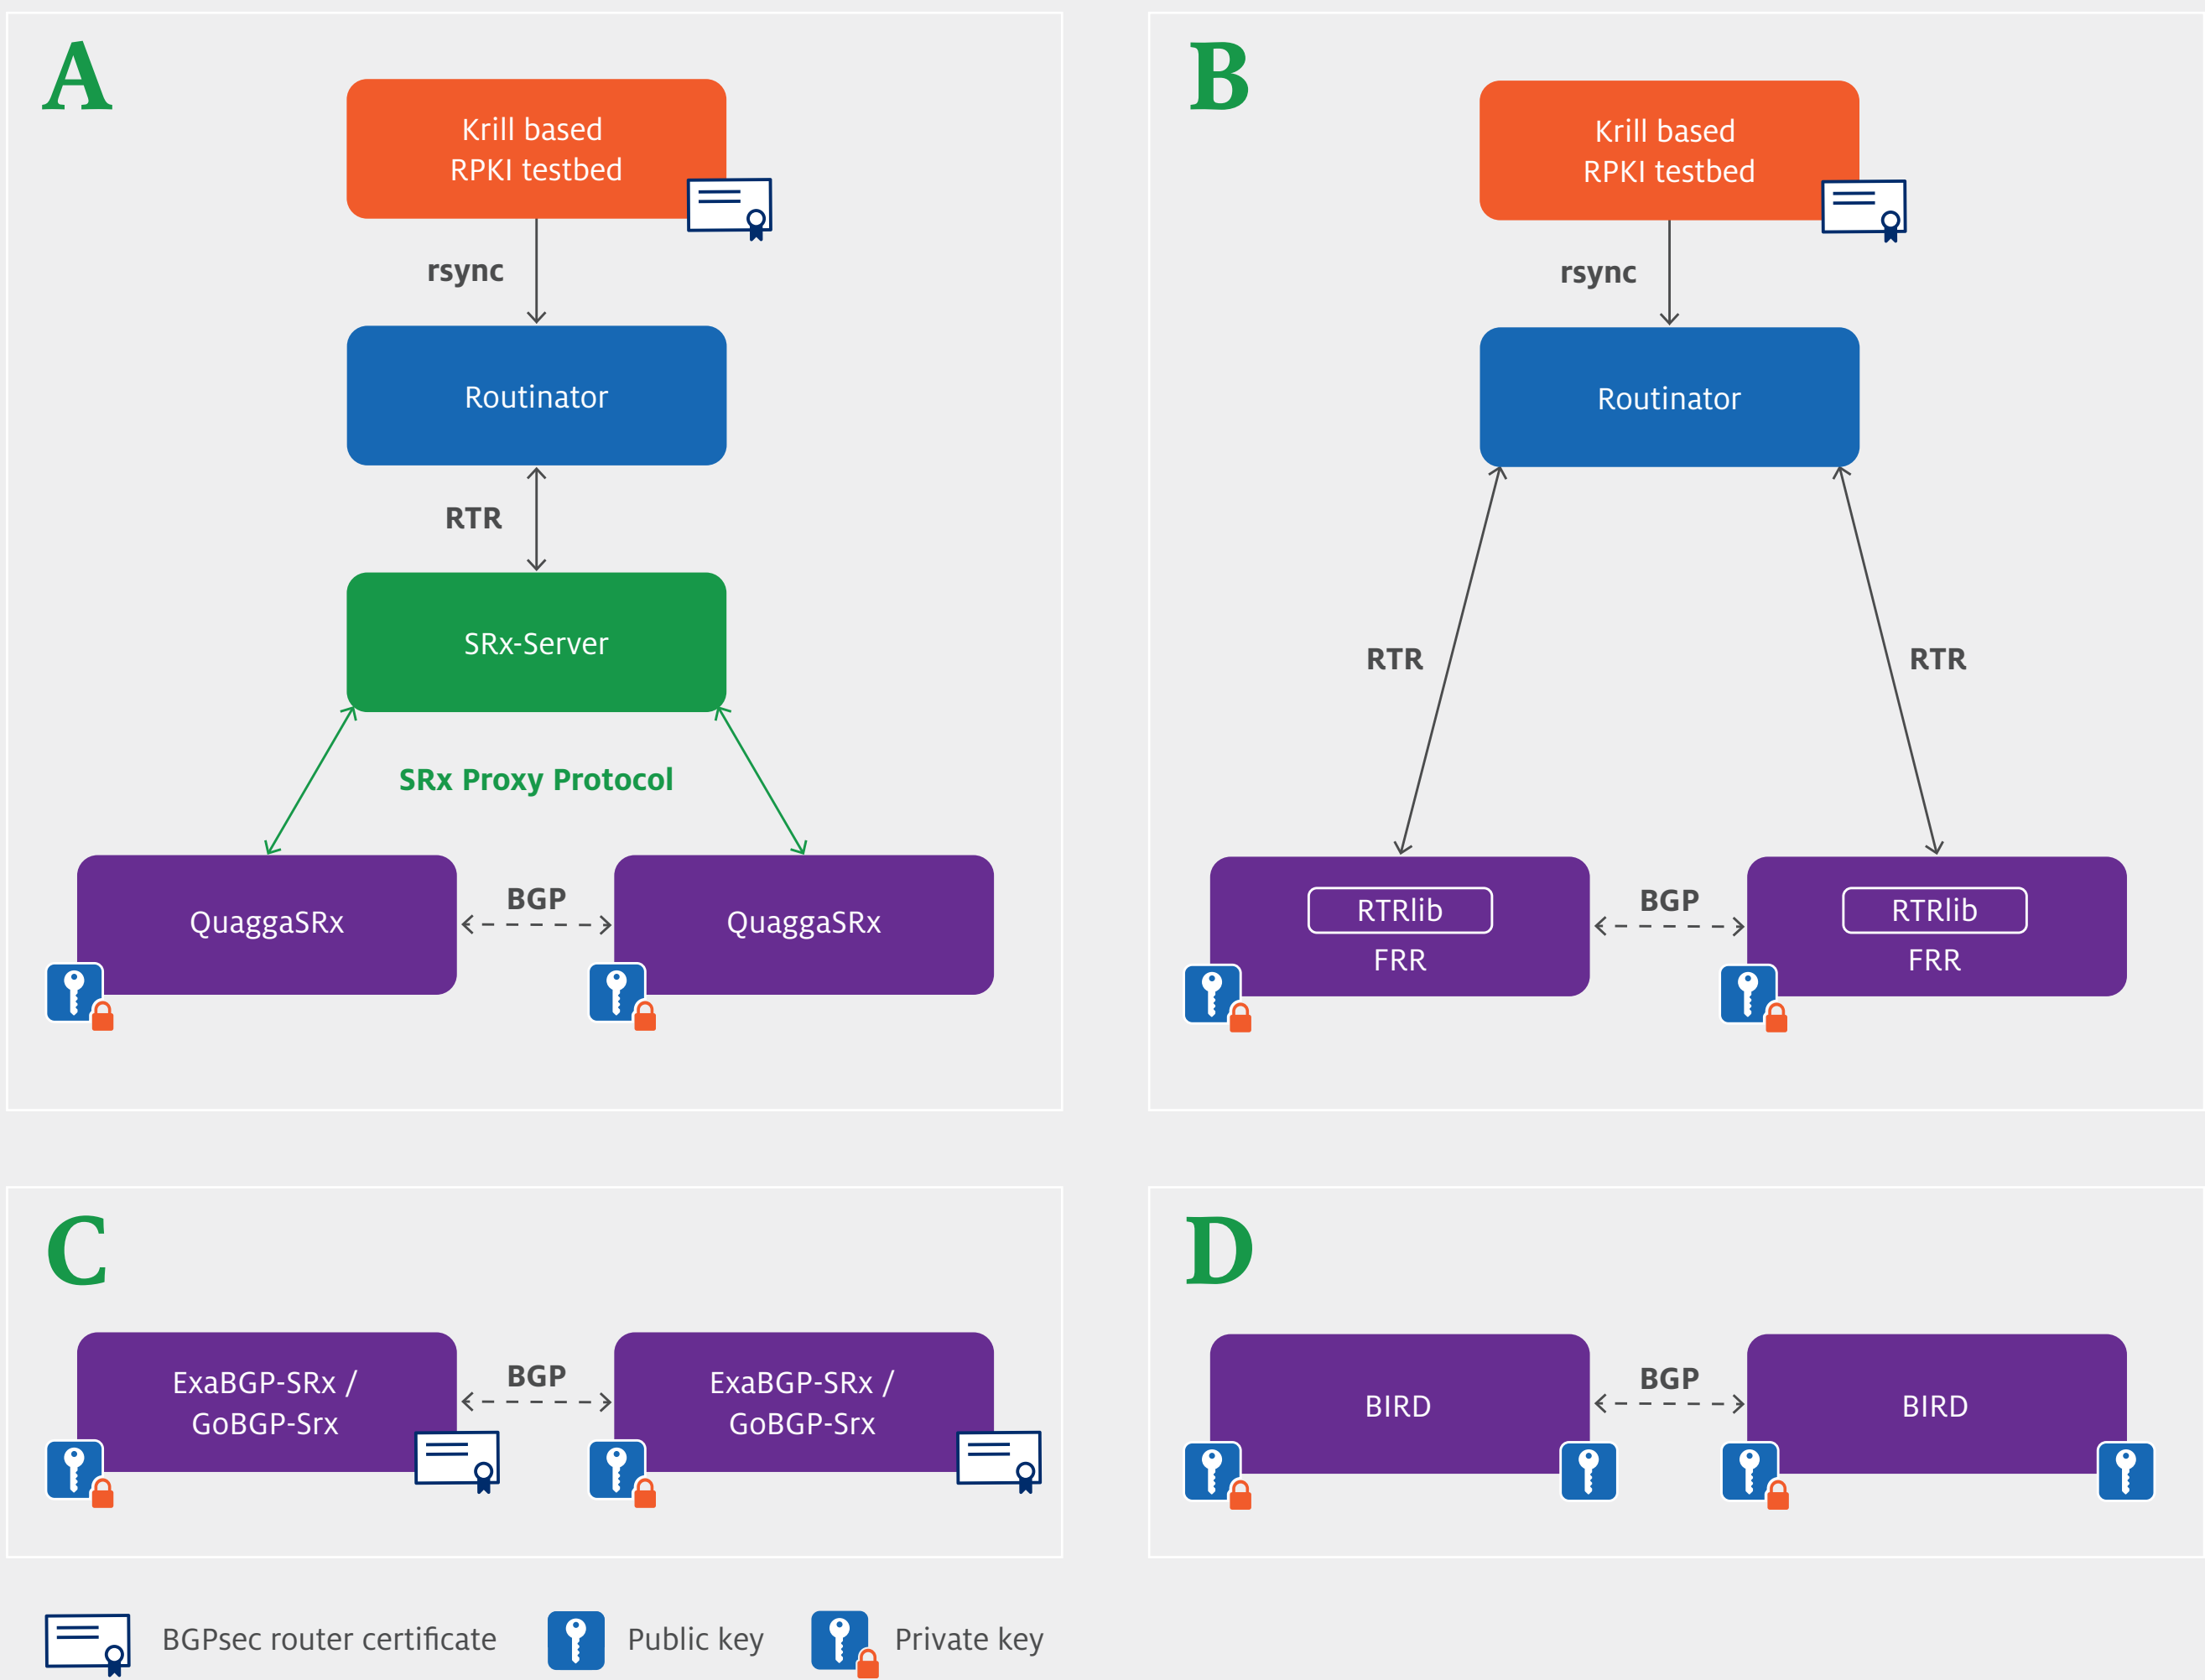 A
Krill based
RPKI testbed
rsync
Routinator
RTR
SRx-Server
SRx Proxy Protocol
QuaggaSRx
BGP
QuaggaSRx
B
Krill based
RPKI testbed
rsync
Routinator
RTR
RTR
RTRlib
FRR
BGP
RTRlib
FRR
C
ExaBGP-SRx /
GoBGP-Srx
BGP
ExaBGP-SRx /
GoBGP-Srx
D
BIRD
BGP
BIRD
BGPsec router certificate
Public key
Private key